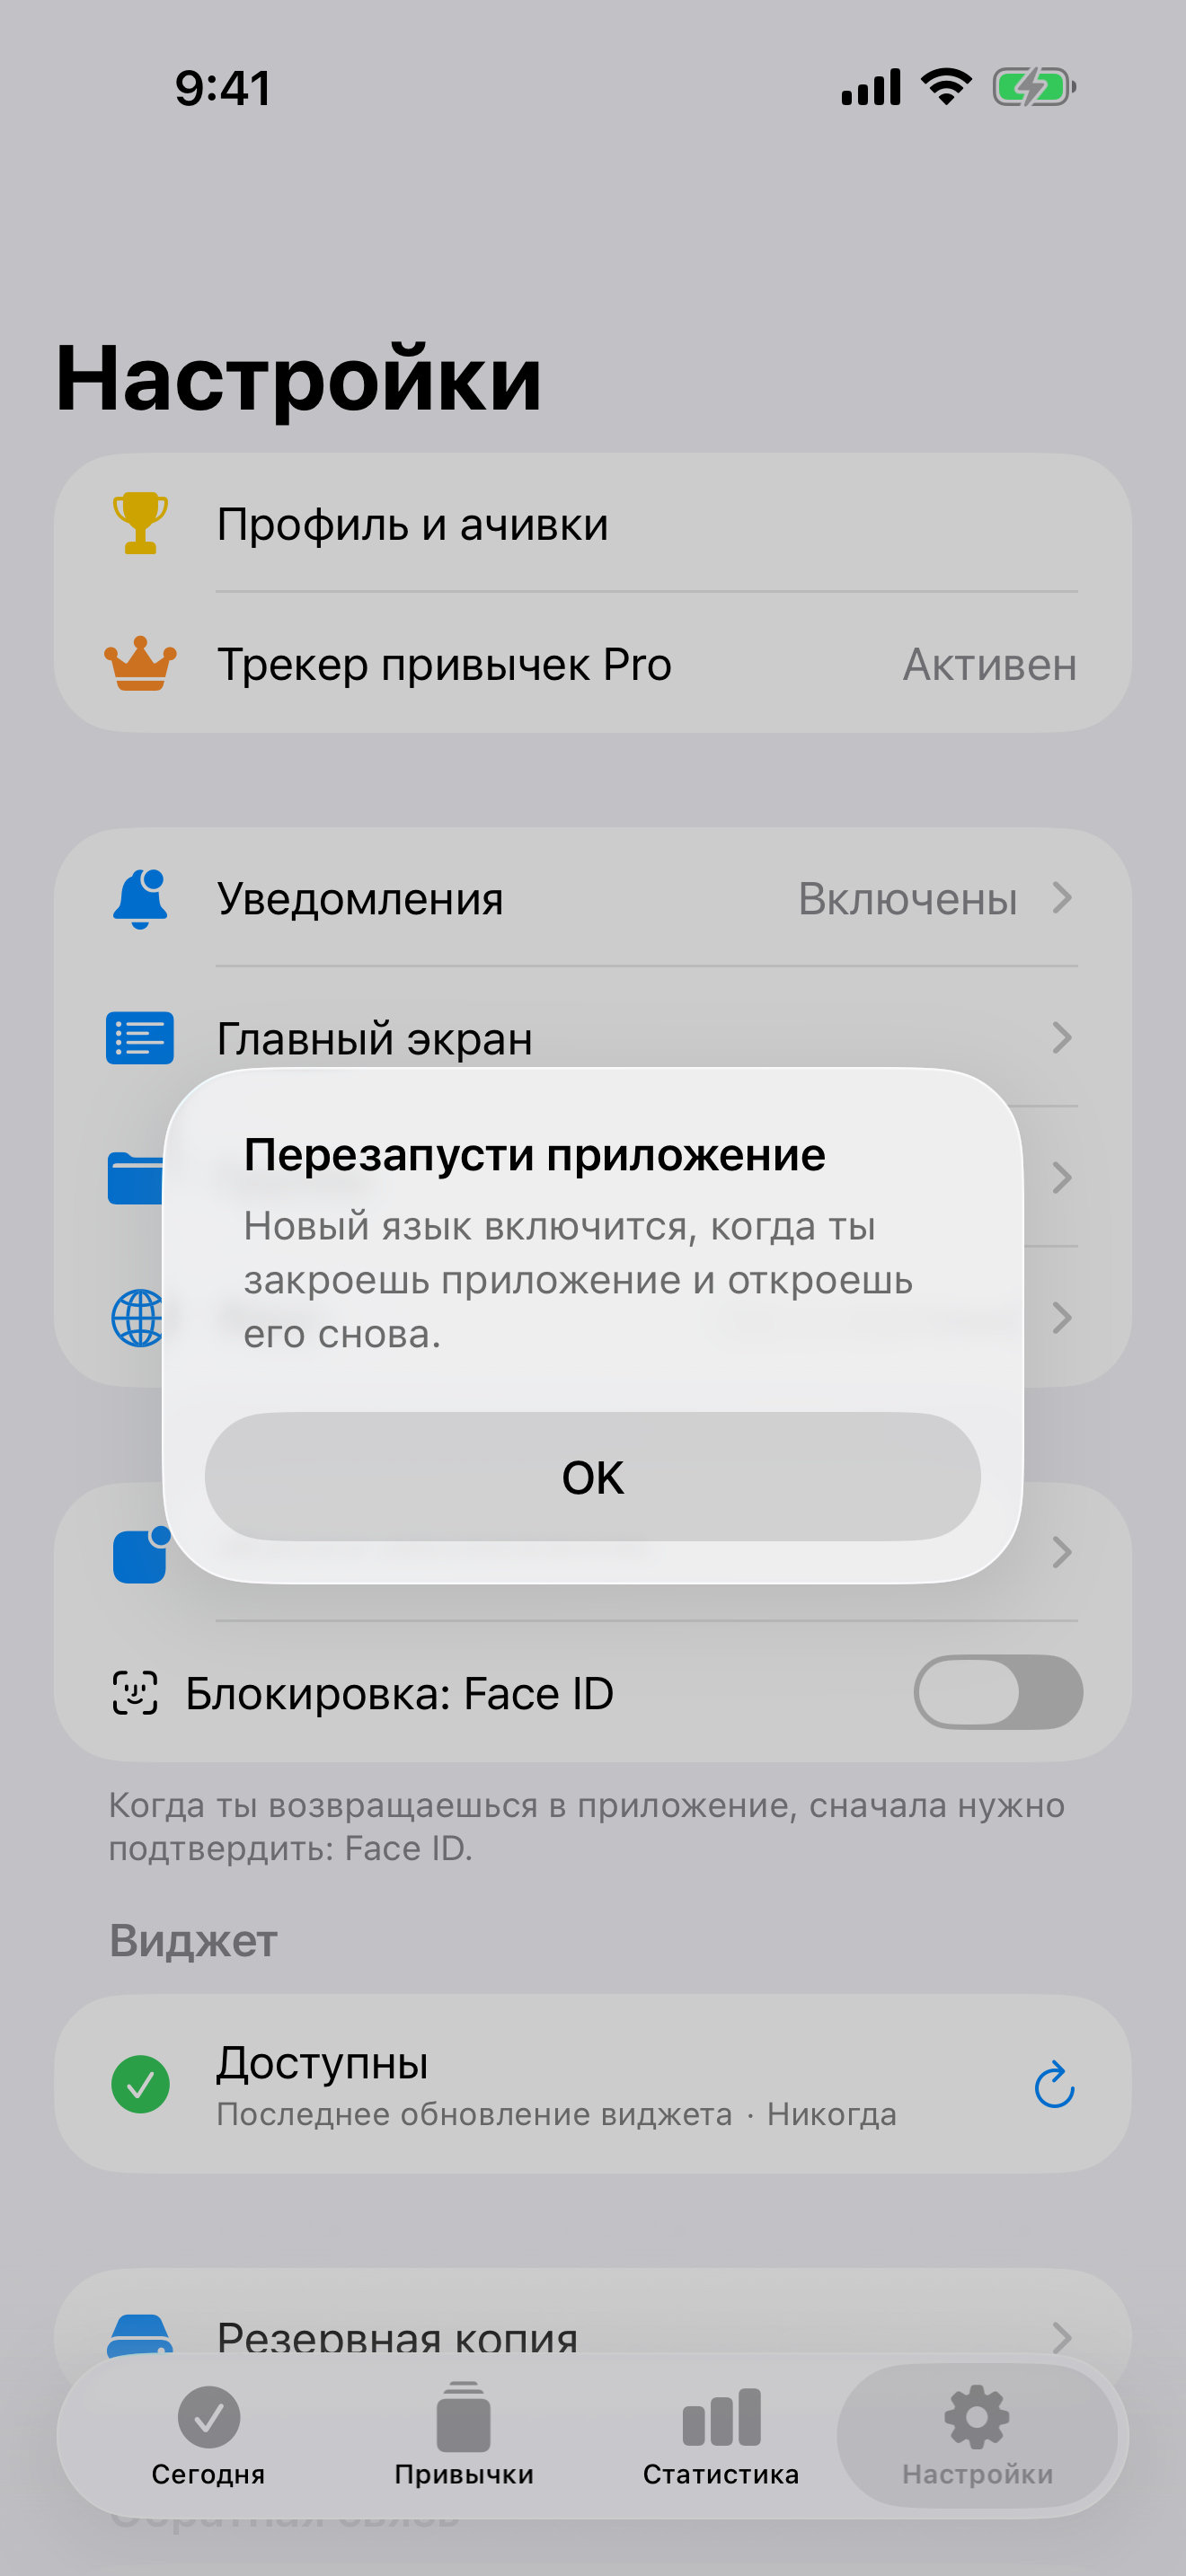 9:41
Настройки
Профиль и ачивки
Трекер привычек Pro Активен
Уведомления Включены
Главный экран
Перезапусти приложение
Новый язык включится, когда ты
закроешь приложение и откроешь
его снова.
OK
Блокировка: Face ID
Когда ты возвращаешься в приложение, сначала нужно
подтвердить: Face ID.
Виджет
Доступны
Последнее обновление виджета · Никогда
Резервная копия
Сегодня Привычки Статистика Настройки